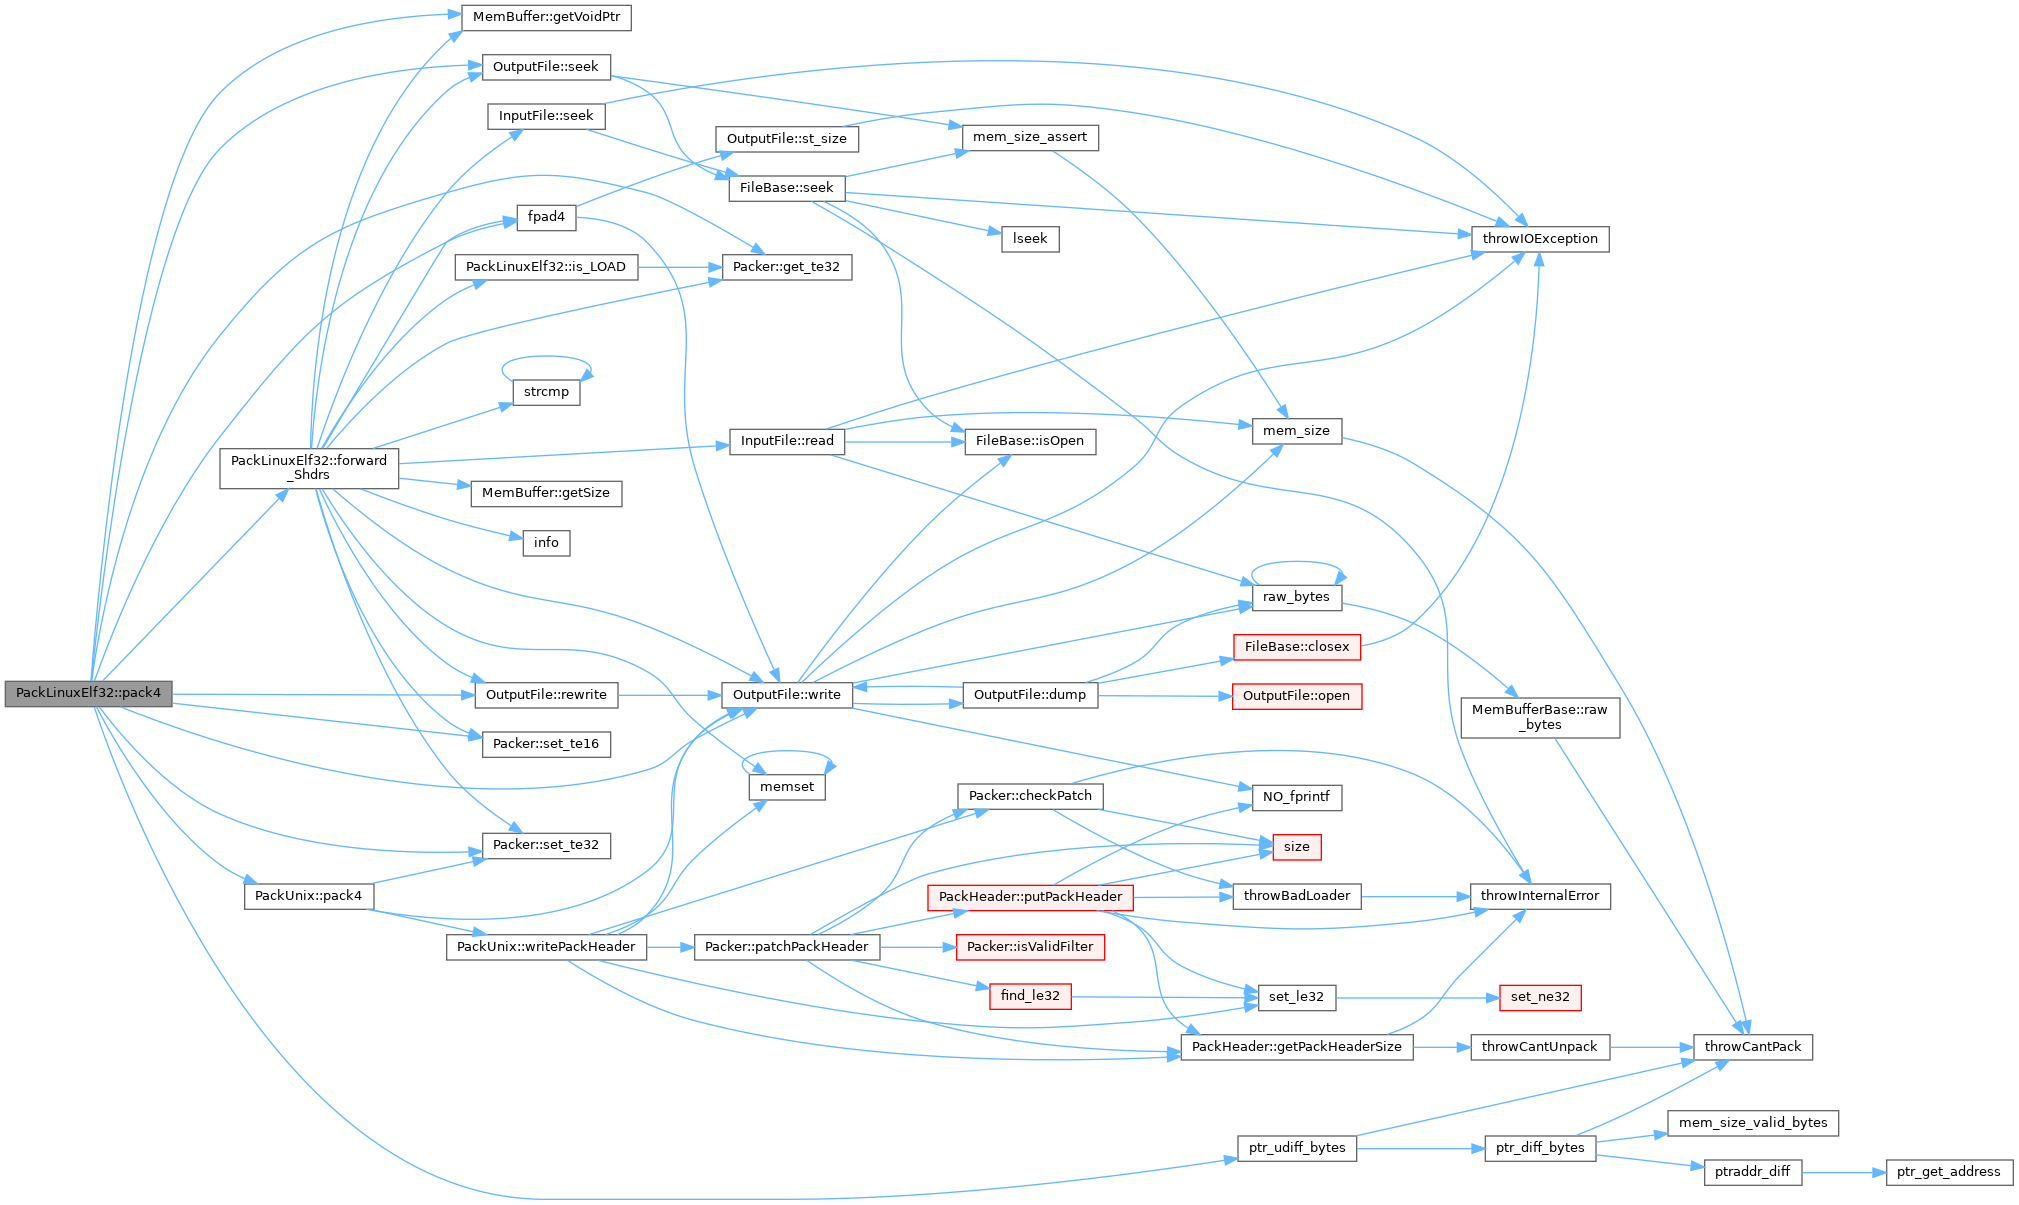 MemBuffer::getVoidPtr
OutputFile::seek
InputFile::seek
OutputFile::st_size
mem_size_assert
FileBase::seek
fpad4
lseek
throwIOException
PackLinuxElf32::is_LOAD
Packer::get_te32
strcmp
mem_size
InputFile::read
FileBase::isOpen
PackLinuxElf32::forward
_Shdrs
MemBuffer::getSize
info
raw_bytes
FileBase::closex
PackLinuxElf32::pack4
OutputFile::rewrite
OutputFile::write
OutputFile::dump
OutputFile::open
MemBufferBase::raw
_bytes
Packer::set_te16
memset
Packer::checkPatch
NO_fprintf
Packer::set_te32
size
PackUnix::pack4
PackHeader::putPackHeader
throwBadLoader
throwInternalError
PackUnix::writePackHeader
Packer::patchPackHeader
Packer::isValidFilter
find_le32
set_le32
set_ne32
PackHeader::getPackHeaderSize
throwCantUnpack
throwCantPack
mem_size_valid_bytes
ptr_udiff_bytes
ptr_diff_bytes
ptraddr_diff
ptr_get_address